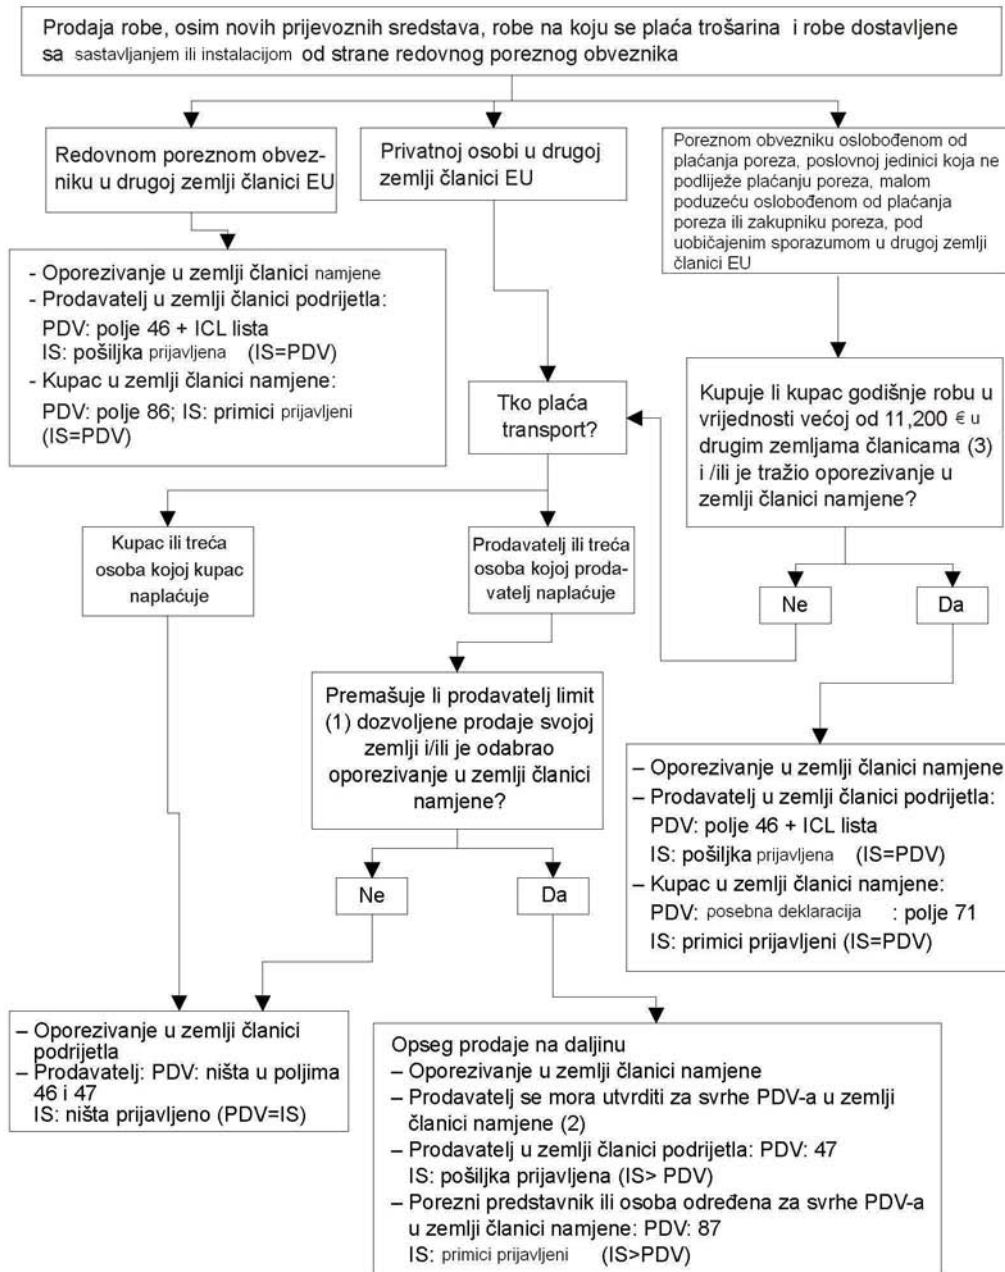 Prodaja robe, osim novih prijevoznih sredstava, robe na koju se plaća trošarina i robe dostavljene
sa sastavljanjem ili instalacijom od strane redovnog poreznog obveznika
Redovnom poreznom obvez-
niku u drugoj zemlji članici EU
Privatnoj osobi u drugoj
zemlji članici EU
Poreznom obvezniku oslobođenom od
plaćanja poreza, poslovnoj jedinici koja ne
podliježe plaćanju poreza, malom
poduzeću oslobođenom od plaćanja
poreza ili zakupniku poreza, pod
uobičajenim sporazumom u drugoj zemlji
članici EU
- Oporezivanje u zemlji članici namjene
- Prodavatelj u zemlji članici podrijetla:
PDV: polje 46 + ICL lista
IS: pošiljka prijavljena (IS=PDV)
- Kupac u zemlji članici namjene:
PDV: polje 86; IS: primici prijavljeni
(IS=PDV)
Tko plaća
transport?
Kupuje li kupac godišnje robu u
vrijednosti većoj od 11,200 € u
drugim zemljama članicama (3)
i /ili je tražio oporezivanje u
zemlji članici namjene?
Kupac ili treća
osoba kojoj kupac
naplaćuje
Prodavatelj ili treća
osoba kojoj proda-
vatelj naplaćuje
Ne
Da
Premašuje li prodavatelj limit
(1) dozvoljene prodaje svojoj
zemlji i/ili je odabrao
oporezivanje u zemlji članici
namjene?
– Oporezivanje u zemlji članici namjene
– Prodavatelj u zemlji članici podrijetla:
PDV: polje 46 + ICL lista
IS: pošiljka prijavljena (IS=PDV)
– Kupac u zemlji članici namjene:
PDV: posebna deklaracija : polje 71
IS: primici prijavljeni (IS=PDV)
Ne
Da
– Oporezivanje u zemlji članici
podrijetla
– Prodavatelj: PDV: ništa u poljima
46 i 47
IS: ništa prijavljeno (PDV=IS)
Opseg prodaje na daljinu
– Oporezivanje u zemlji članici namjene
– Prodavatelj se mora utvrditi za svrhe PDV-a u zemlji
članici namjene (2)
– Prodavatelj u zemlji članici podrijetla: PDV: 47
IS: pošiljka prijavljena (IS> PDV)
– Porezni predstavnik ili osoba određena za svrhe PDV-a
u zemlji članici namjene: PDV: 87
IS: primici prijavljeni (IS>PDV)